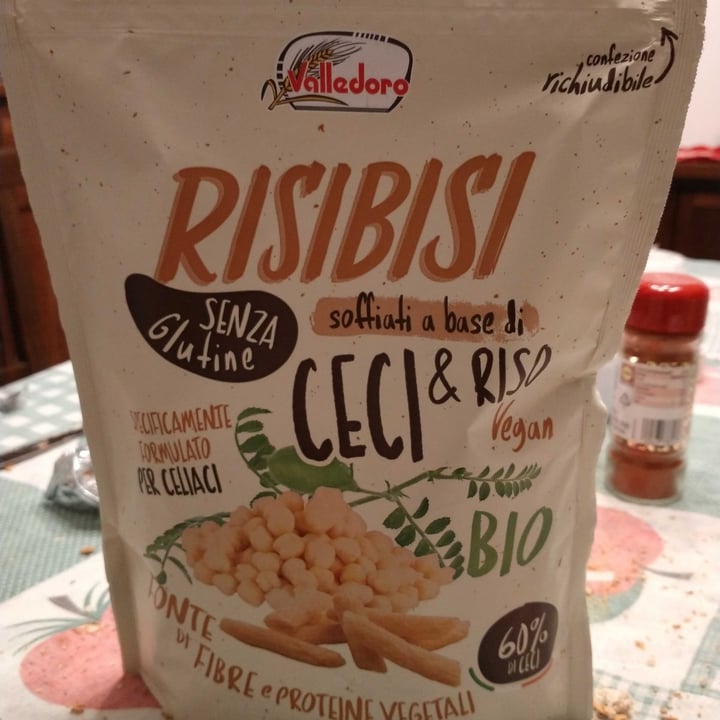 Valledoro
confezione
richiudibile
RISIBISI
SENZA
Glutine
soffiati a base di
CECI & RISO
Vegan
FORMULATO
PER CELIACI
BIO
FONTE
DI
FIBRE e PROTEINE VEGETALI
60%
DI CECI